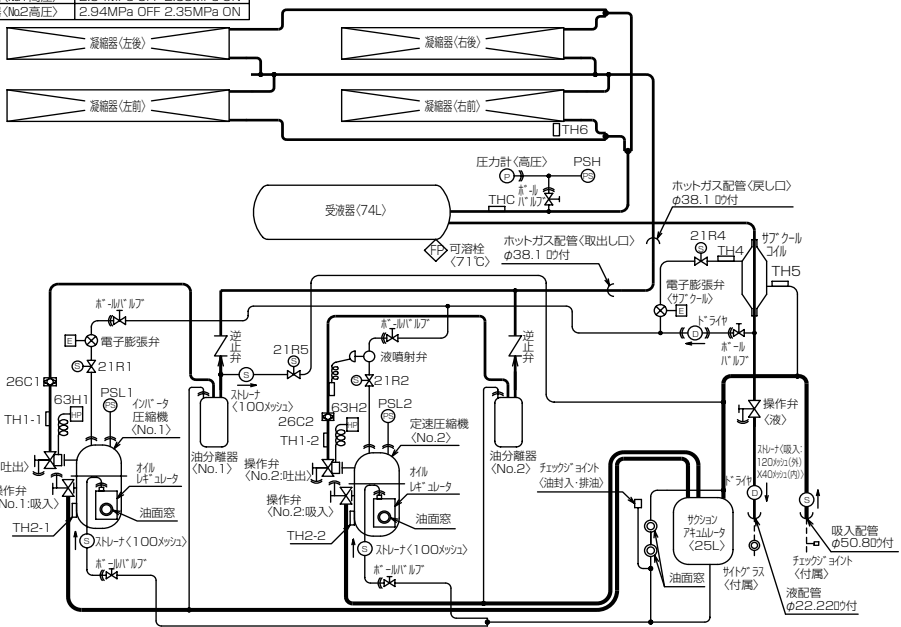 〈No.2高圧〉 2.94MPa OFF 2.35MPa ON
凝縮器〈左後〉
凝縮器〈右後〉
凝縮器〈左前〉
凝縮器〈右前〉
TH6
圧力計〈高圧〉
PSH
P
PS
THC
ボール
バルブ
受液器〈74L〉
FP
可溶栓
〈71℃〉
ホットガス配管〈戻し口〉
φ38.1 ロウ付
ホットガス配管〈取出し口〉
φ38.1 ロウ付
21R4
S
TH4
サブクール
コイル
TH5
電子膨張弁
〈サブクール〉
E
ドライヤ
D
ボール
バルブ
ボールバルブ
E
電子膨張弁
S
21R1
26C1
63H1
HP
PSL1
PS
TH1-1
インバータ
圧縮機
〈No.1〉
逆
止
弁
S
ストレーナ
〈100メッシュ〉
21R5
S
ボールバルブ
液噴射弁
S
21R2
26C2
63H2
HP
PSL2
PS
TH1-2
定速圧縮機
〈No.2〉
逆
止
弁
操作弁
〈液〉
ストレーナ〈吸入:
120メッシュ(外)
X40メッシュ(内)〉
油分離器
〈No.1〉
油分離器
〈No.2〉
吐出〉
操作弁
〈No.2:吐出〉
オイル
レギュレータ
オイル
レギュレータ
操作弁
No.1:吸入〉
操作弁
〈No.2:吸入〉
油面窓
油面窓
TH2-1
TH2-2
S
ストレーナ〈100メッシュ〉
S
ストレーナ〈100メッシュ〉
ボールバルブ
ボールバルブ
チェックジョイント
〈油封入・排油〉
サクション
アキュムレータ
〈25L〉
油面窓
ドライヤ
D
S
サイトグラス
〈付属〉
チェックジョイント
〈付属〉
吸入配管
φ50.8ロウ付
液配管
φ22.22ロウ付